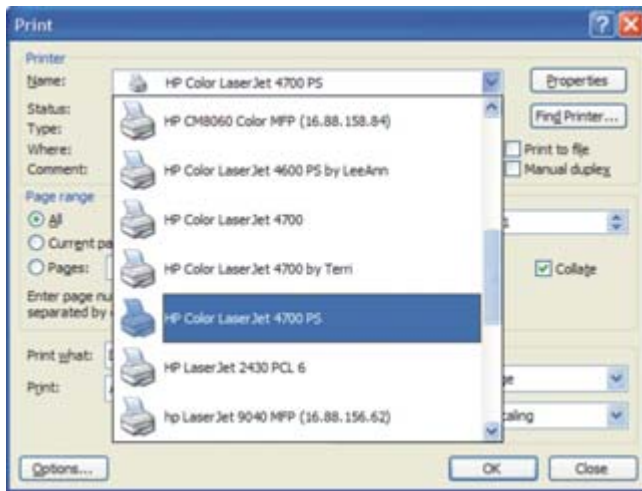 Print
Printer
Name:
HP Color LaserJet 4700 PS
Properties
Status:
HP CM8060 Color MFP (16.88.158.84)
Find Printer...
Type:
Where:
Print to file
Comment:
HP Color LaserJet 4600 PS by LeeAnn
Manual duplex
Page range
All
HP Color LaserJet 4700
1
Current pa
Pages:
HP Color LaserJet 4700 by Terri
Collate
Enter page nu
separated by
HP Color LaserJet 4700 PS
Print what:
HP LaserJet 2430 PCL 6
ge
Print:
hp LaserJet 9040 MFP (16.88.156.62)
caling
Options...
OK
Close